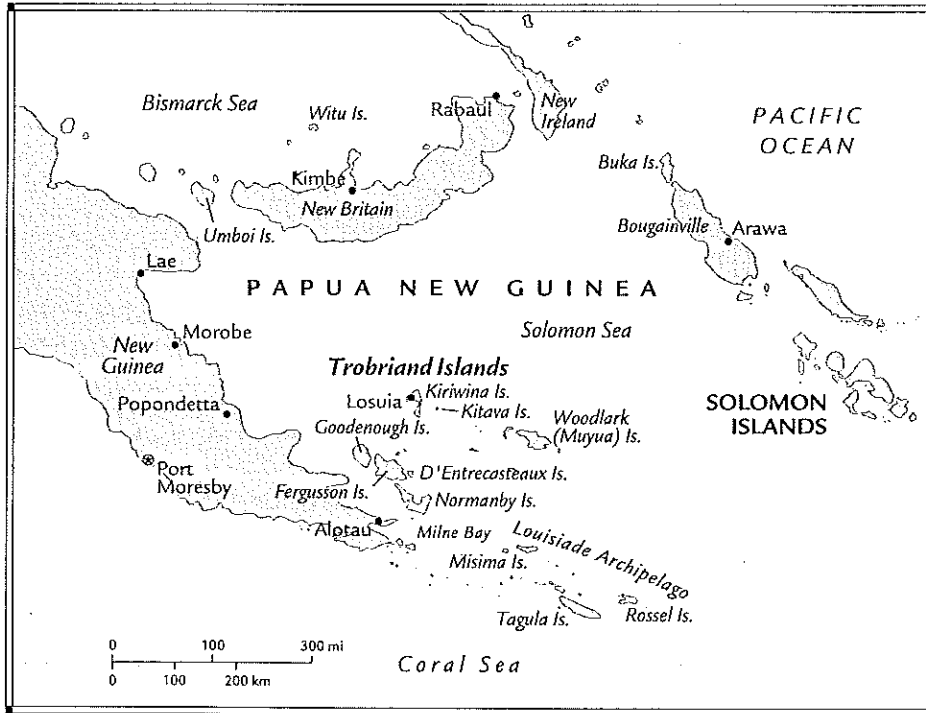 Bismarck Sea
Witu Is.
Rabaul
New
Ireland
PACIFIC
OCEAN
Buka Is.
Kimbe
New Britain
Umboi Is.
Bougainville
Arawa
Lae
PAPUA NEW GUINEA
Solomon Sea
Morobe
New
Guinea
Trobriand Islands
Kiriwina Is.
Losuia
Kitava Is.
Popondetta
Goodenough Is.
Woodlark
(Muyua) Is.
SOLOMON
ISLANDS
Port
Moresby
D'Entrecasteaux Is.
Fergusson Is.
Normanby Is.
Alotau
Milne Bay
Louisiade Archipelago
Misima Is.
Tagula Is.
Rossel Is.
0 100 300 mi
0 100 200 km
Coral Sea